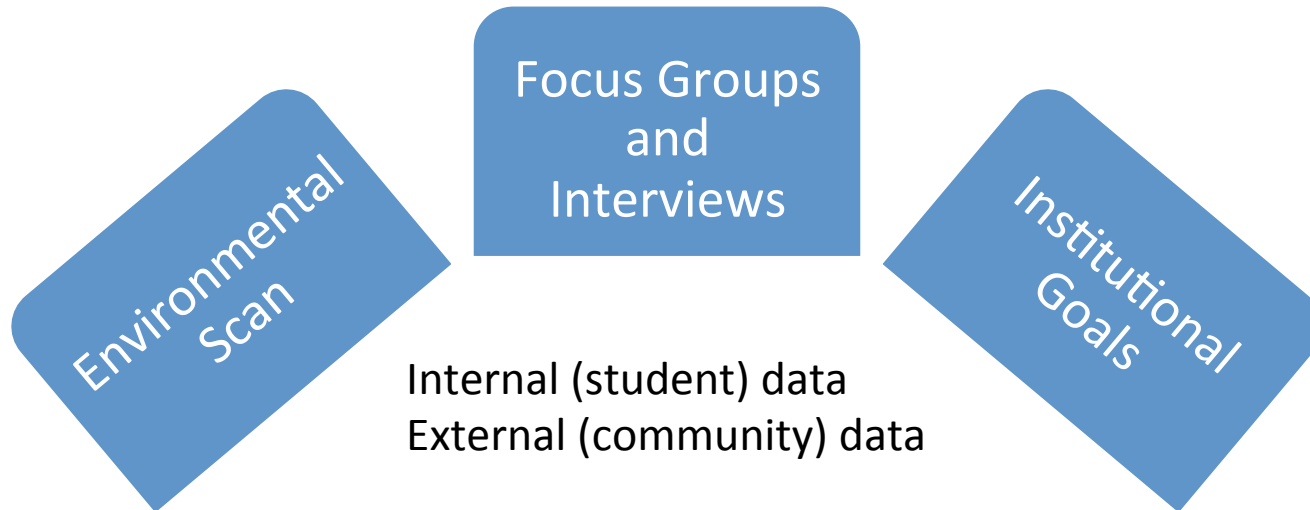 Environmental
Scan
Focus Groups
and
Interviews
Institutional
Goals
Internal (student) data
External (community) data